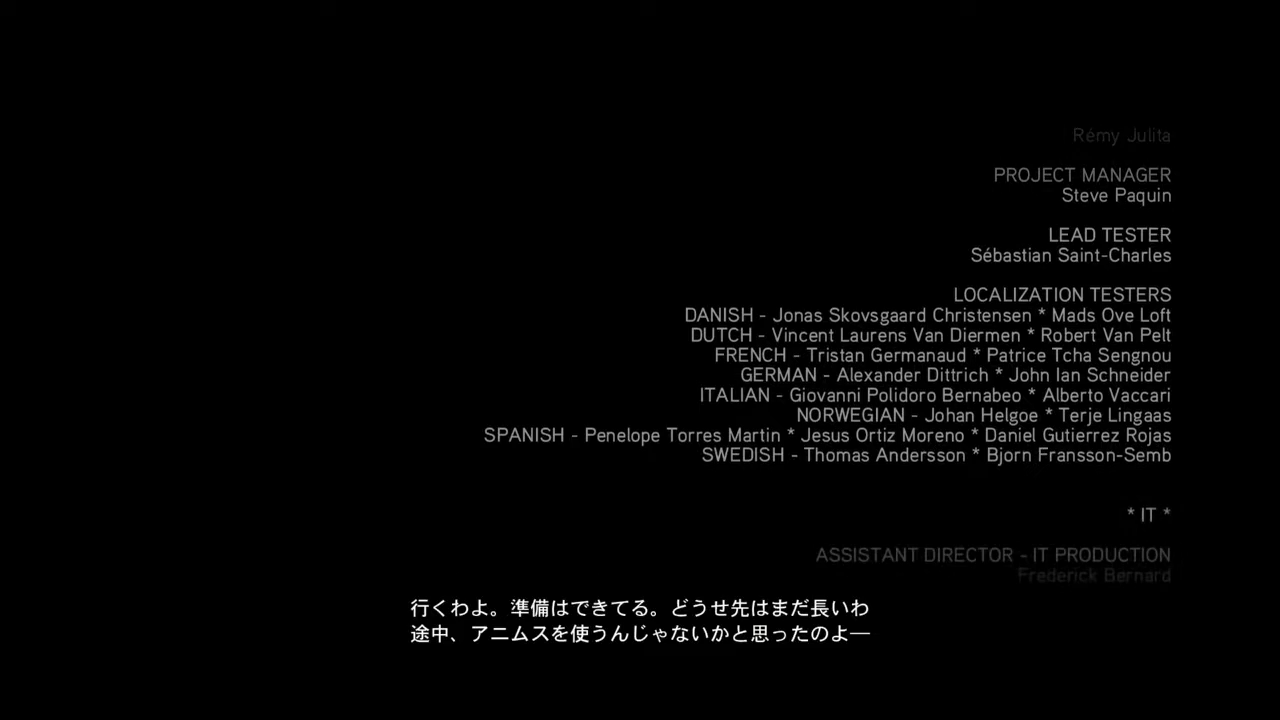 Rémy Julita
PROJECT MANAGER
Steve Paquin
LEAD TESTER
Sébastian Saint-Charles
LOCALIZATION TESTERS
DANISH - Jonas Skovsgaard Christensen * Mads Ove Loft
DUTCH - Vincent Laurens Van Diermen * Robert Van Pelt
FRENCH - Tristan Germanaud * Patrice Tcha Sengnou
GERMAN - Alexander Dittrich * John Ian Schneider
ITALIAN - Giovanni Polidoro Bernabeo * Alberto Vaccari
NORWEGIAN - Johan Helgoe * Terje Lingaas
SPANISH - Penelope Torres Martin * Jesus Ortiz Moreno * Daniel Gutierrez Rojas
SWEDISH - Thomas Andersson * Bjorn Fransson-Semb
* IT *
ASSISTANT DIRECTOR - IT PRODUCTION
Frederick Bernard
行くわよ。準備はできてる。どうせ先はまだ長いわ
途中、アニムスを使うんじゃないかと思ったのよ―